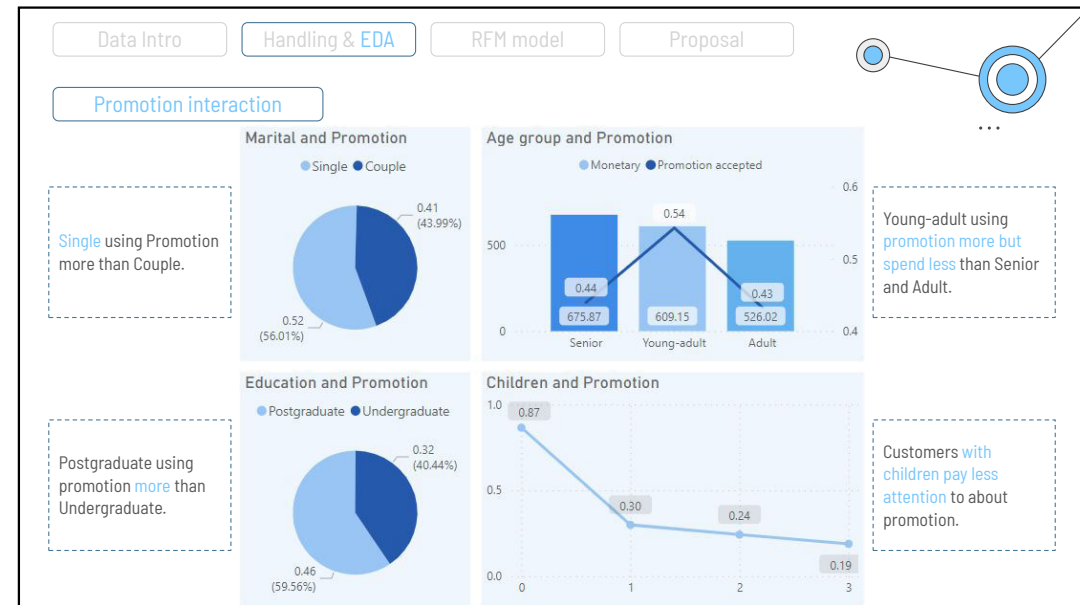 Data Intro
Handling & EDA
RFM model
Proposal
Promotion interaction
...
Single using Promotion
more than Couple.
Marital and Promotion
Single Couple
0.41
(43.99%)
0.52
(56.01%)
Age group and Promotion
Monetary Promotion accepted
0.6
0.54
500
0.5
0.44
0.43
675.87
609.15
526.02
0
0.4
Senior
Young-adult
Adult
Young-adult using
promotion more but
spend less than Senior
and Adult.
Postgraduate using
promotion more than
Undergraduate.
Education and Promotion
Postgraduate Undergraduate
0.32
(40.44%)
0.46
(59.56%)
Children and Promotion
1.0
0.87
0.5
0.30
0.24
0.19
0.0
0
1
2
3
Customers with
children pay less
attention to about
promotion.